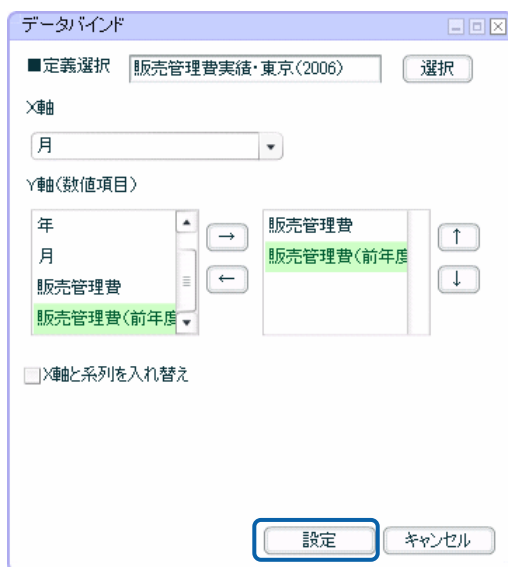 データバインド
■定義選択 販売管理費実績・東京(2006) 選択
X軸
月
Y軸(数値項目)
年
月
販売管理費
販売管理費(前年度
→
←
販売管理費
販売管理費(前年度
↑
↓
X軸と系列を入れ替え
設定 キャンセル